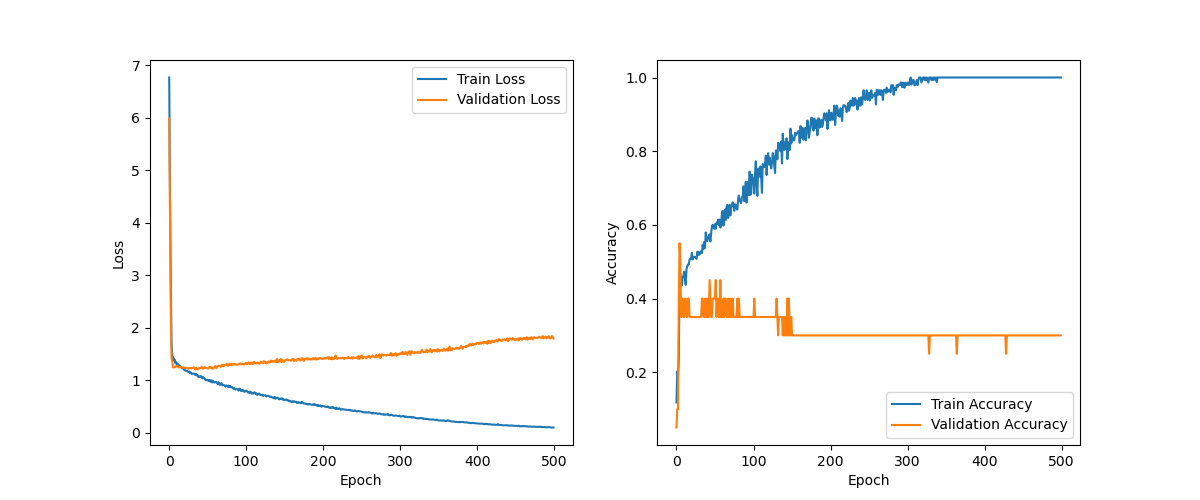 7
6
5
4
3
2
1
0
Loss
0 100 200 300 400 500
Epoch
Train Loss
Validation Loss
1.0
0.8
0.6
0.4
0.2
Accuracy
0 100 200 300 400 500
Epoch
Train Accuracy
Validation Accuracy